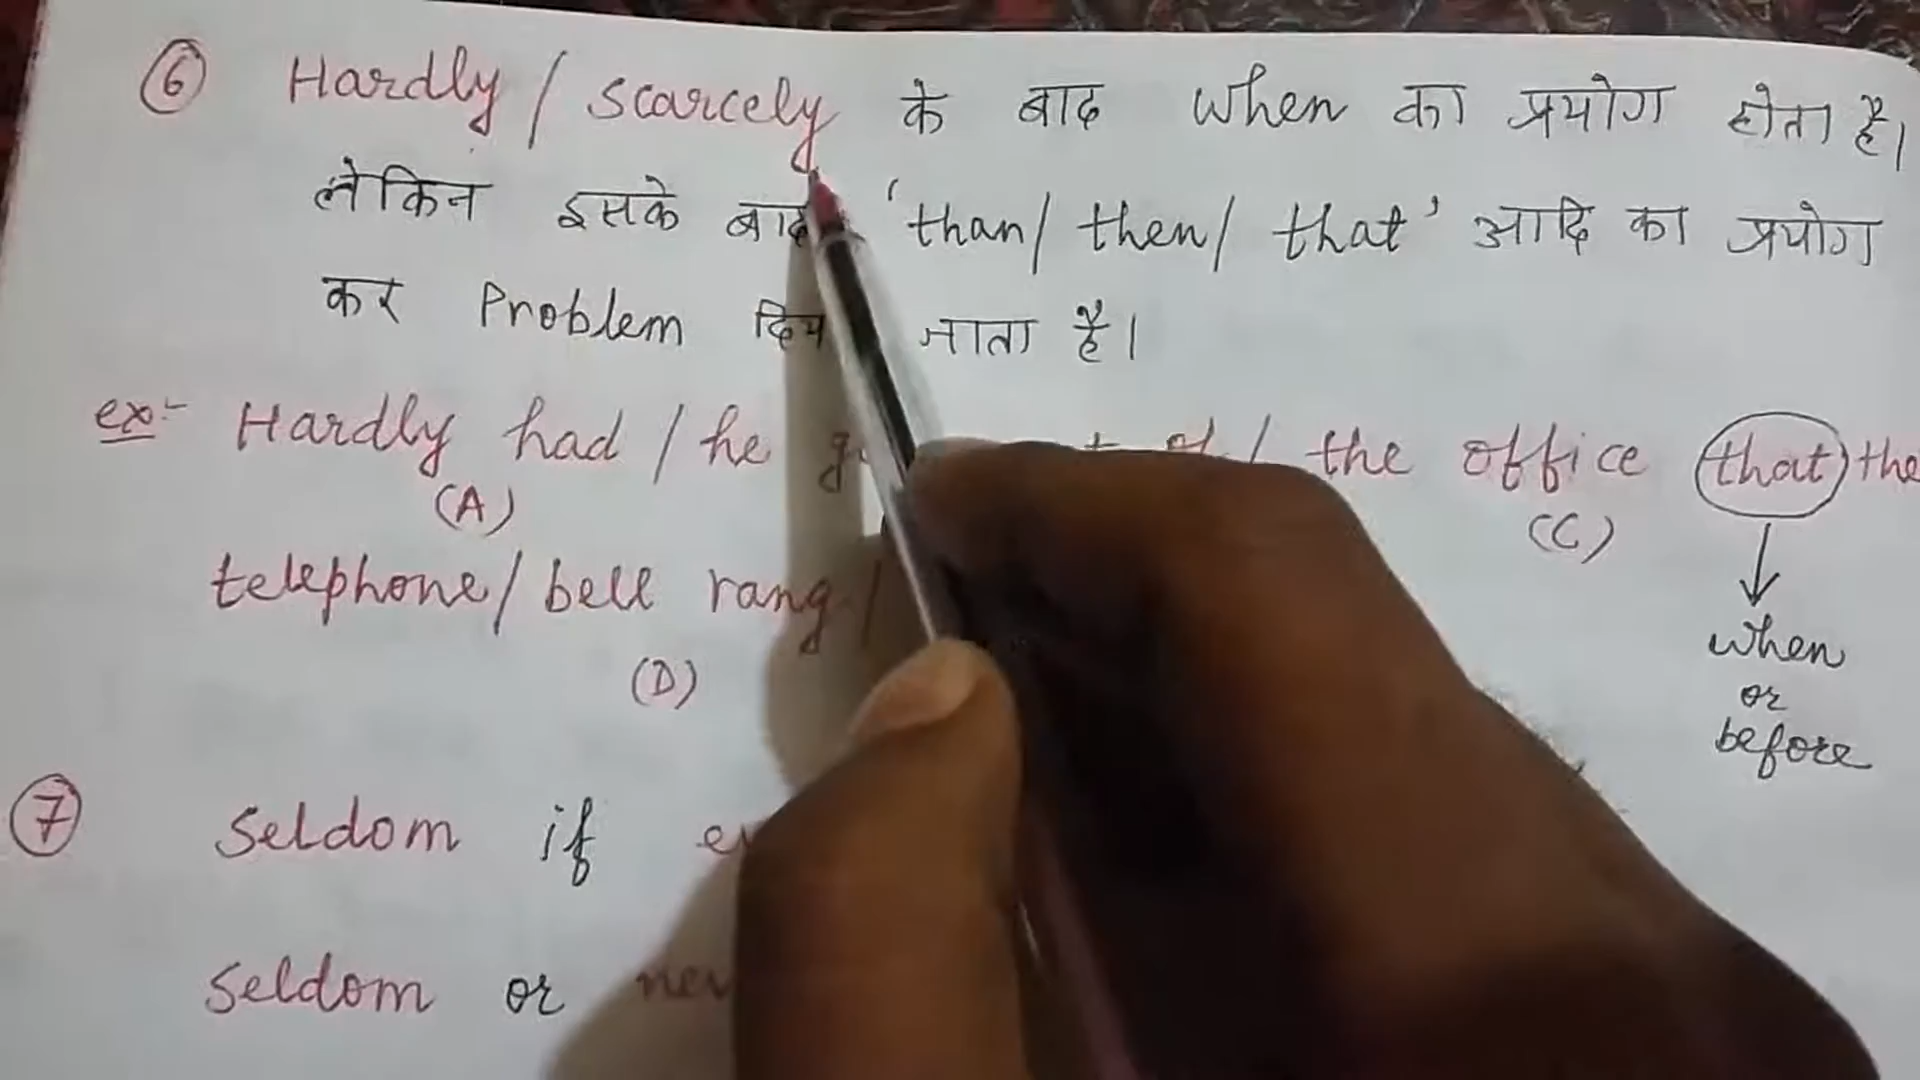 6 Hardly / scarcely के बाद when का प्रयोग होता है।
लेकिन इसके बाद 'than/ then/ that' आदि का प्रयोग
कर Problem जाता है।
ex:- Hardly had / he of / the office that the
(A) (C)
telephone / bell rang /
(D)
when
or
before
7 Seldom if
Seldom or